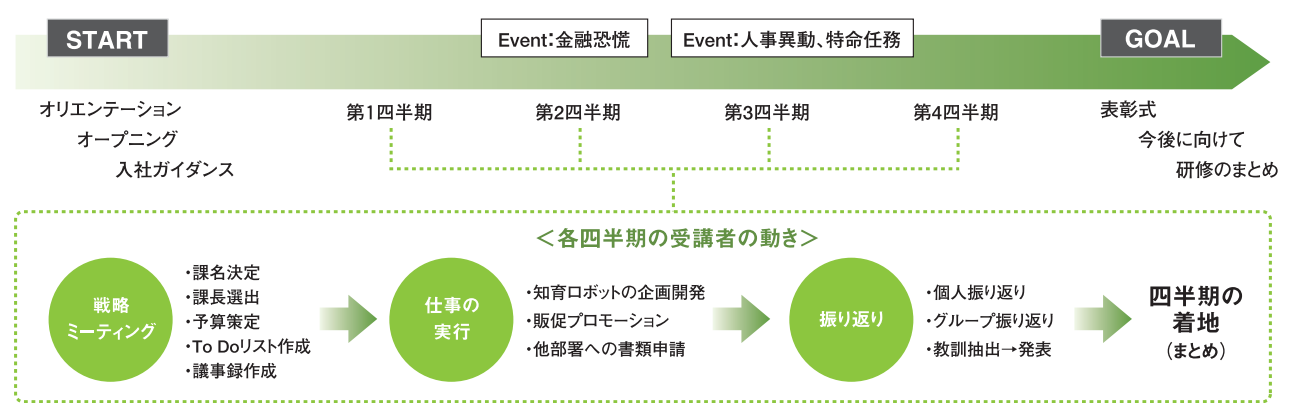 START
Event：金融恐慌
Event：人事異動、特命任務
GOAL
オリエンテーション
オープニング
入社ガイダンス
第1四半期
第2四半期
第3四半期
第4四半期
表彰式
今後に向けて
研修のまとめ
＜各四半期の受講者の動き＞
戦略
ミーティング
・課名決定
・課長選出
・予算策定
・To Doリスト作成
・議事録作成
仕事の
実行
・知育ロボットの企画開発
・販促プロモーション
・他部署への書類申請
振り返り
・個人振り返り
・グループ振り返り
・教訓抽出→発表
四半期の
着地
（まとめ）